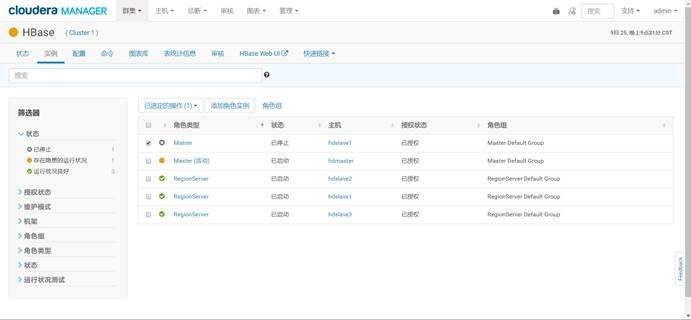 cloudera MANAGER 群集 主机 诊断 审核 图表 管理 搜索 支持 admin
HBase (Cluster 1) 9月 25, 晚上9点21分 CST
状态 实例 配置 命令 图表库 表统计信息 审核 HBase Web UI 快速链接
搜索
筛选器
状态
已停止 1
存在隐患的运行状况 1
运行状况良好 3
授权状态
维护模式
机架
角色组
角色类型
状态
运行状况测试
已选定的操作 (1) 添加角色实例 角色组
角色类型 状态 主机 授权状态 角色组
Master 已停止 hdslave1 已授权 Master Default Group
Master (活动) 已启动 hdmaster 已授权 Master Default Group
RegionServer 已启动 hdslave2 已授权 RegionServer Default Group
RegionServer 已启动 hdslave1 已授权 RegionServer Default Group
RegionServer 已启动 hdslave3 已授权 RegionServer Default Group
Feedback